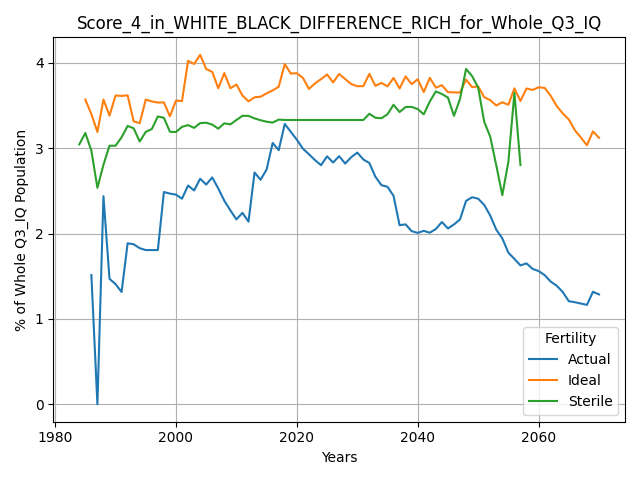 Score_4_in_WHITE_BLACK_DIFFERENCE_RICH_for_Whole_Q3_IQ
% of Whole Q3_IQ Population
4
3
2
1
0
1980
2000
2020
2040
2060
Years
Fertility
Actual
Ideal
Sterile